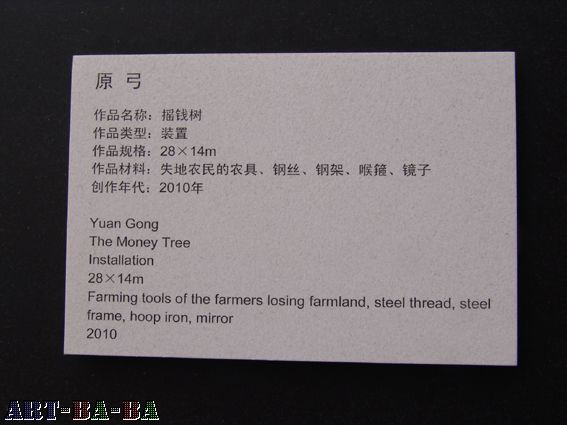 原 弓
作品名称：摇钱树
作品类型：装置
作品规格：28×14m
作品材料：失地农民的农具、钢丝、钢架、喉箍、镜子
创作年代：2010年
Yuan Gong
The Money Tree
Installation
28×14m
Farming tools of the farmers losing farmland, steel thread, steel
frame, hoop iron, mirror
2010
ART-BA-BA